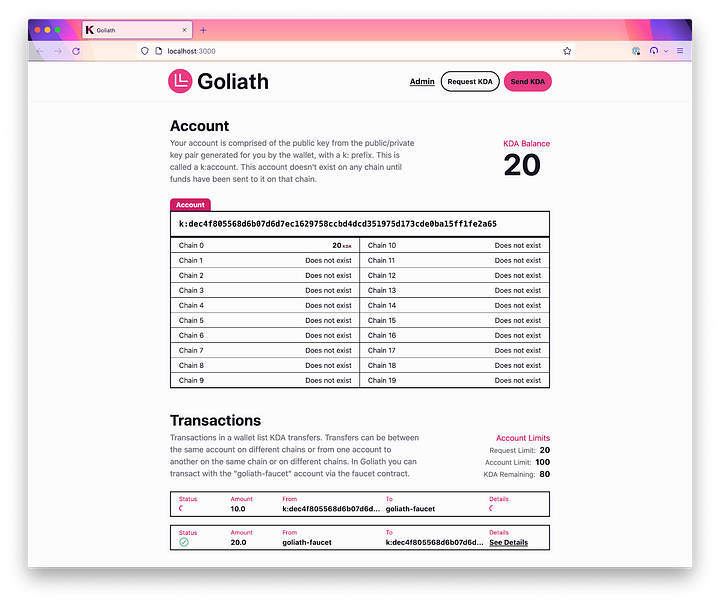 Goliath
localhost:3000
Goliath
Admin
Request KDA
Send KDA
Account
Your account is comprised of the public key from the public/private
key pair generated for you by the wallet, with a k: prefix. This is
called a k:account. This account doesn't exist on any chain until
funds have been sent to it on that chain.
KDA Balance
20
Account
k:dec4f805568d6b07d6d7ec1629758ccbd4dcd351975d173cde0ba15ff1fe2a65
Chain 0 20 KDA Chain 10 Does not exist
Chain 1 Does not exist Chain 11 Does not exist
Chain 2 Does not exist Chain 12 Does not exist
Chain 3 Does not exist Chain 13 Does not exist
Chain 4 Does not exist Chain 14 Does not exist
Chain 5 Does not exist Chain 15 Does not exist
Chain 6 Does not exist Chain 16 Does not exist
Chain 7 Does not exist Chain 17 Does not exist
Chain 8 Does not exist Chain 18 Does not exist
Chain 9 Does not exist Chain 19 Does not exist
Transactions
Transactions in a wallet list KDA transfers. Transfers can be between
the same account on different chains or from one account to
another on the same chain or on different chains. In Goliath you can
transact with the "goliath-faucet" account via the faucet contract.
Account Limits
Request Limit: 20
Account Limit: 100
KDA Remaining: 80
Status Amount From To Details
10.0 k:dec4f805568d6b07d6d... goliath-faucet
Status Amount From To Details
20.0 goliath-faucet k:dec4f805568d6b07d6d... See Details